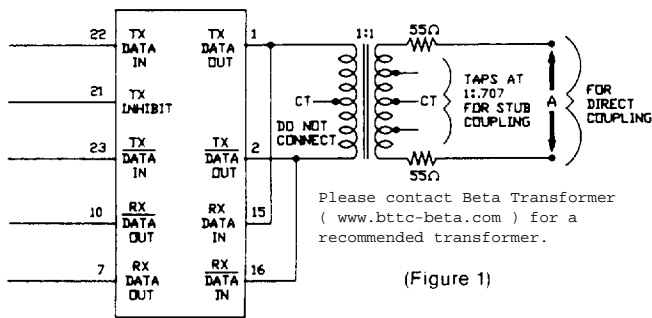 22 TX DATA IN
TX DATA OUT 1
21 TX INHIBIT
23 TX DATA IN
TX DATA OUT 2
10 RX DATA OUT
RX DATA IN 15
7 RX DATA OUT
RX DATA IN 16
1:1
CT
DO NOT
CONNECT
CT
55Ω
TAPS AT
1:.707
FOR STUB
COUPLING
55Ω
A
FOR
DIRECT
COUPLING
Please contact Beta Transformer
( www.bttc-beta.com ) for a
recommended transformer.
(Figure 1)